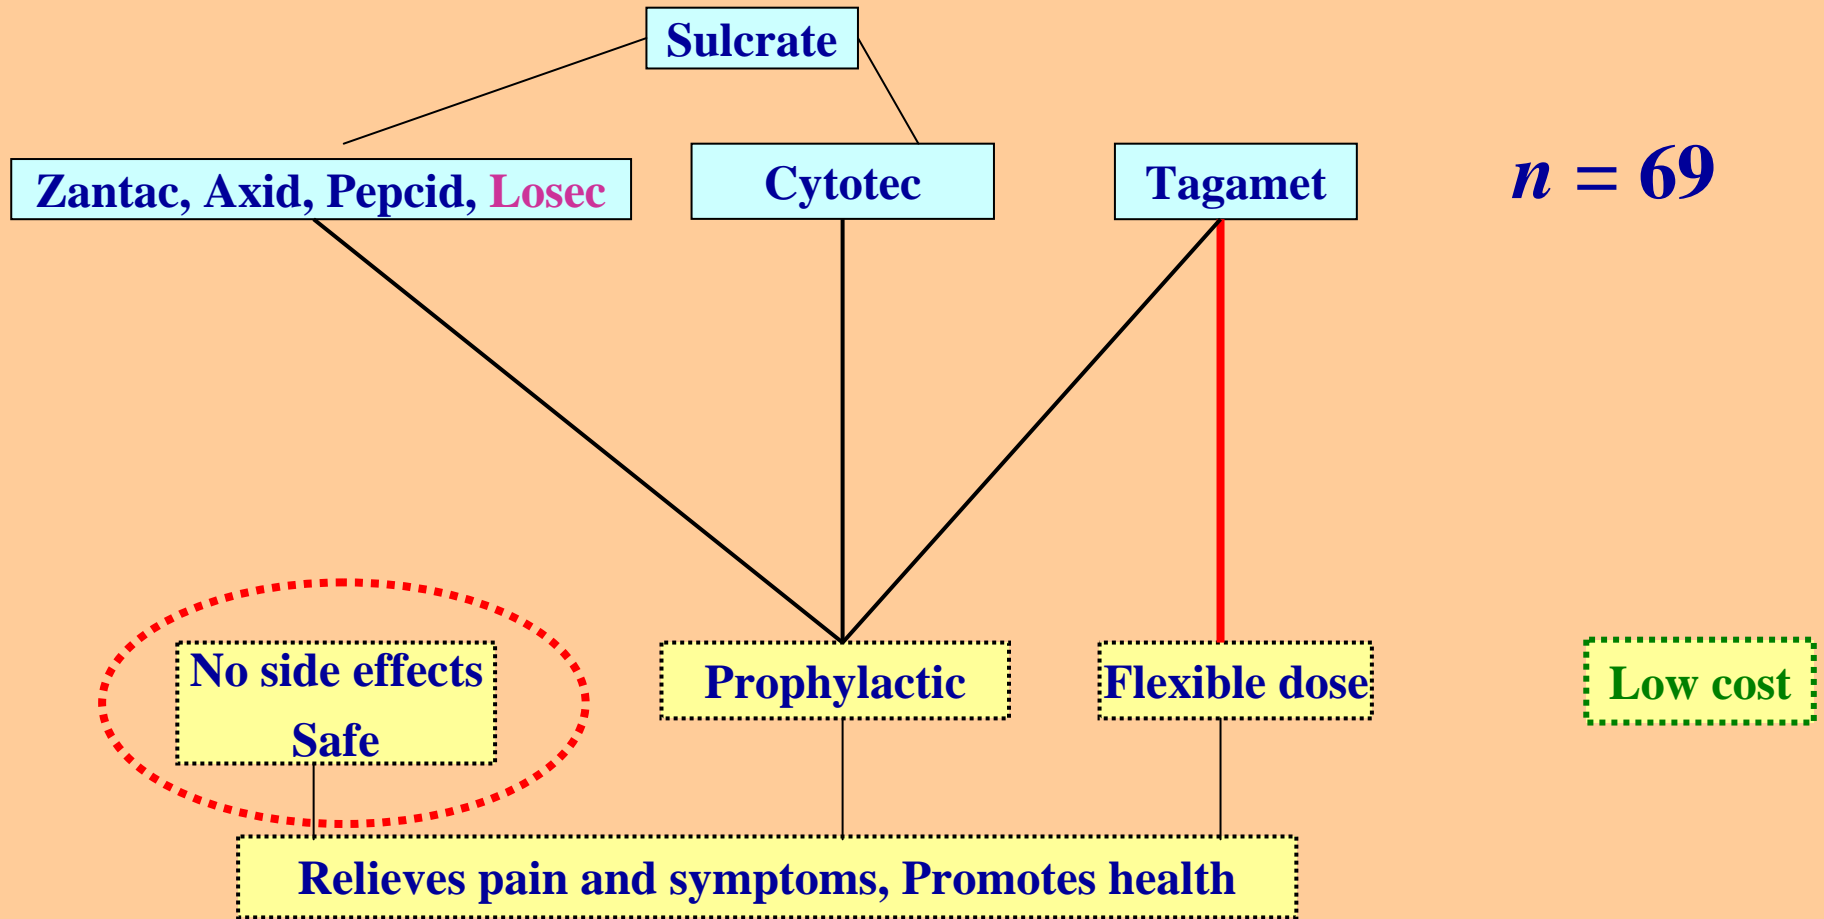 Sulcrate
Zantac, Axid, Pepcid, Losec
Cytotec
Tagamet
n = 69
No side effects
Safe
Prophylactic
Flexible dose
Low cost
Relieves pain and symptoms, Promotes health